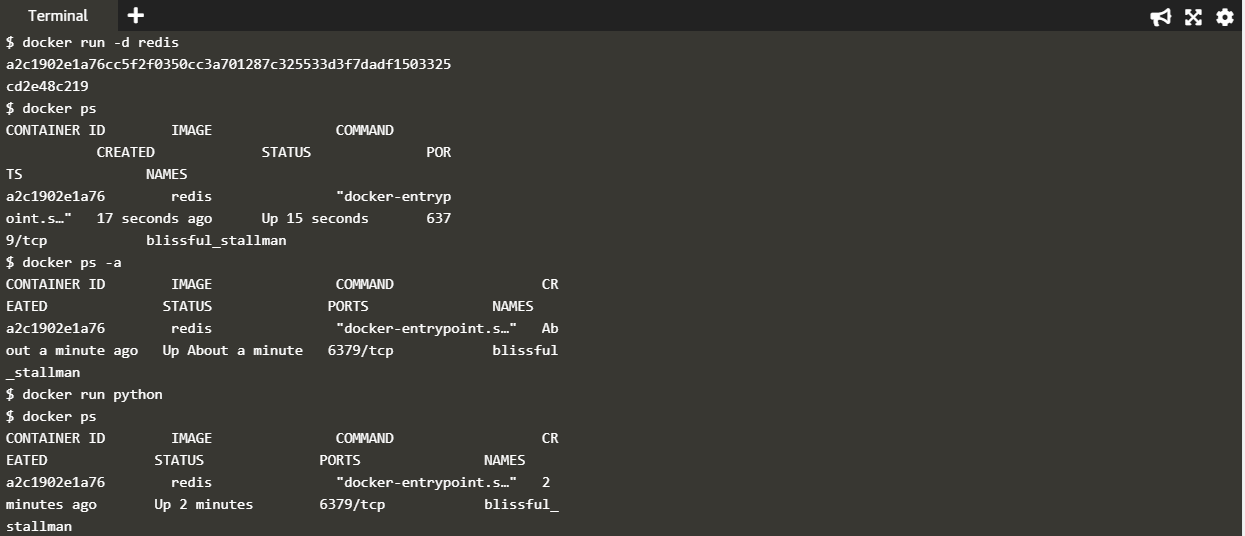 Terminal
$ docker run -d redis
a2c1902e1a76cc5f2f0350cc3a701287c325533d3f7dadf1503325
cd2e48c219
$ docker ps
CONTAINER ID        IMAGE               COMMAND
           CREATED             STATUS              POR
TS               NAMES
a2c1902e1a76        redis               "docker-entryp
oint.s…"   17 seconds ago      Up 15 seconds       637
9/tcp            blissful_stallman
$ docker ps -a
CONTAINER ID        IMAGE               COMMAND                  CR
EATED              STATUS              PORTS               NAMES
a2c1902e1a76        redis               "docker-entrypoint.s…"   Ab
out a minute ago   Up About a minute   6379/tcp            blissful
_stallman
$ docker run python
$ docker ps
CONTAINER ID        IMAGE               COMMAND                  CR
EATED             STATUS              PORTS               NAMES
a2c1902e1a76        redis               "docker-entrypoint.s…"   2
minutes ago       Up 2 minutes        6379/tcp            blissful_
stallman